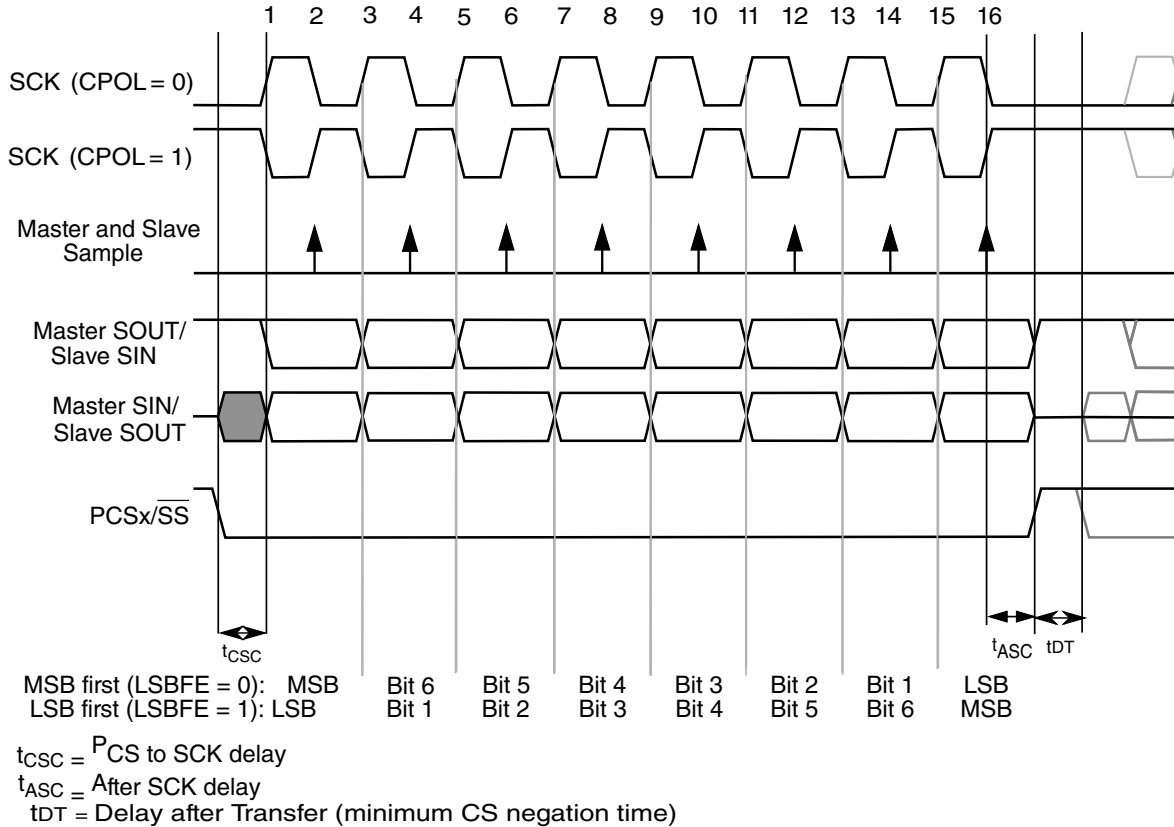 1 2 3 4 5 6 7 8 9 10 11 12 13 14 15 16
SCK (CPOL = 0)
SCK (CPOL = 1)
Master and Slave
Sample
Master SOUT/
Slave SIN
Master SIN/
Slave SOUT
PCSx/SS
tCSC
tASC
tDT
MSB first (LSBFE = 0): MSB Bit 6 Bit 5 Bit 4 Bit 3 Bit 2 Bit 1 LSB
LSB first (LSBFE = 1): LSB Bit 1 Bit 2 Bit 3 Bit 4 Bit 5 Bit 6 MSB
tCSC = PCS to SCK delay
tASC = After SCK delay
tDT = Delay after Transfer (minimum CS negation time)